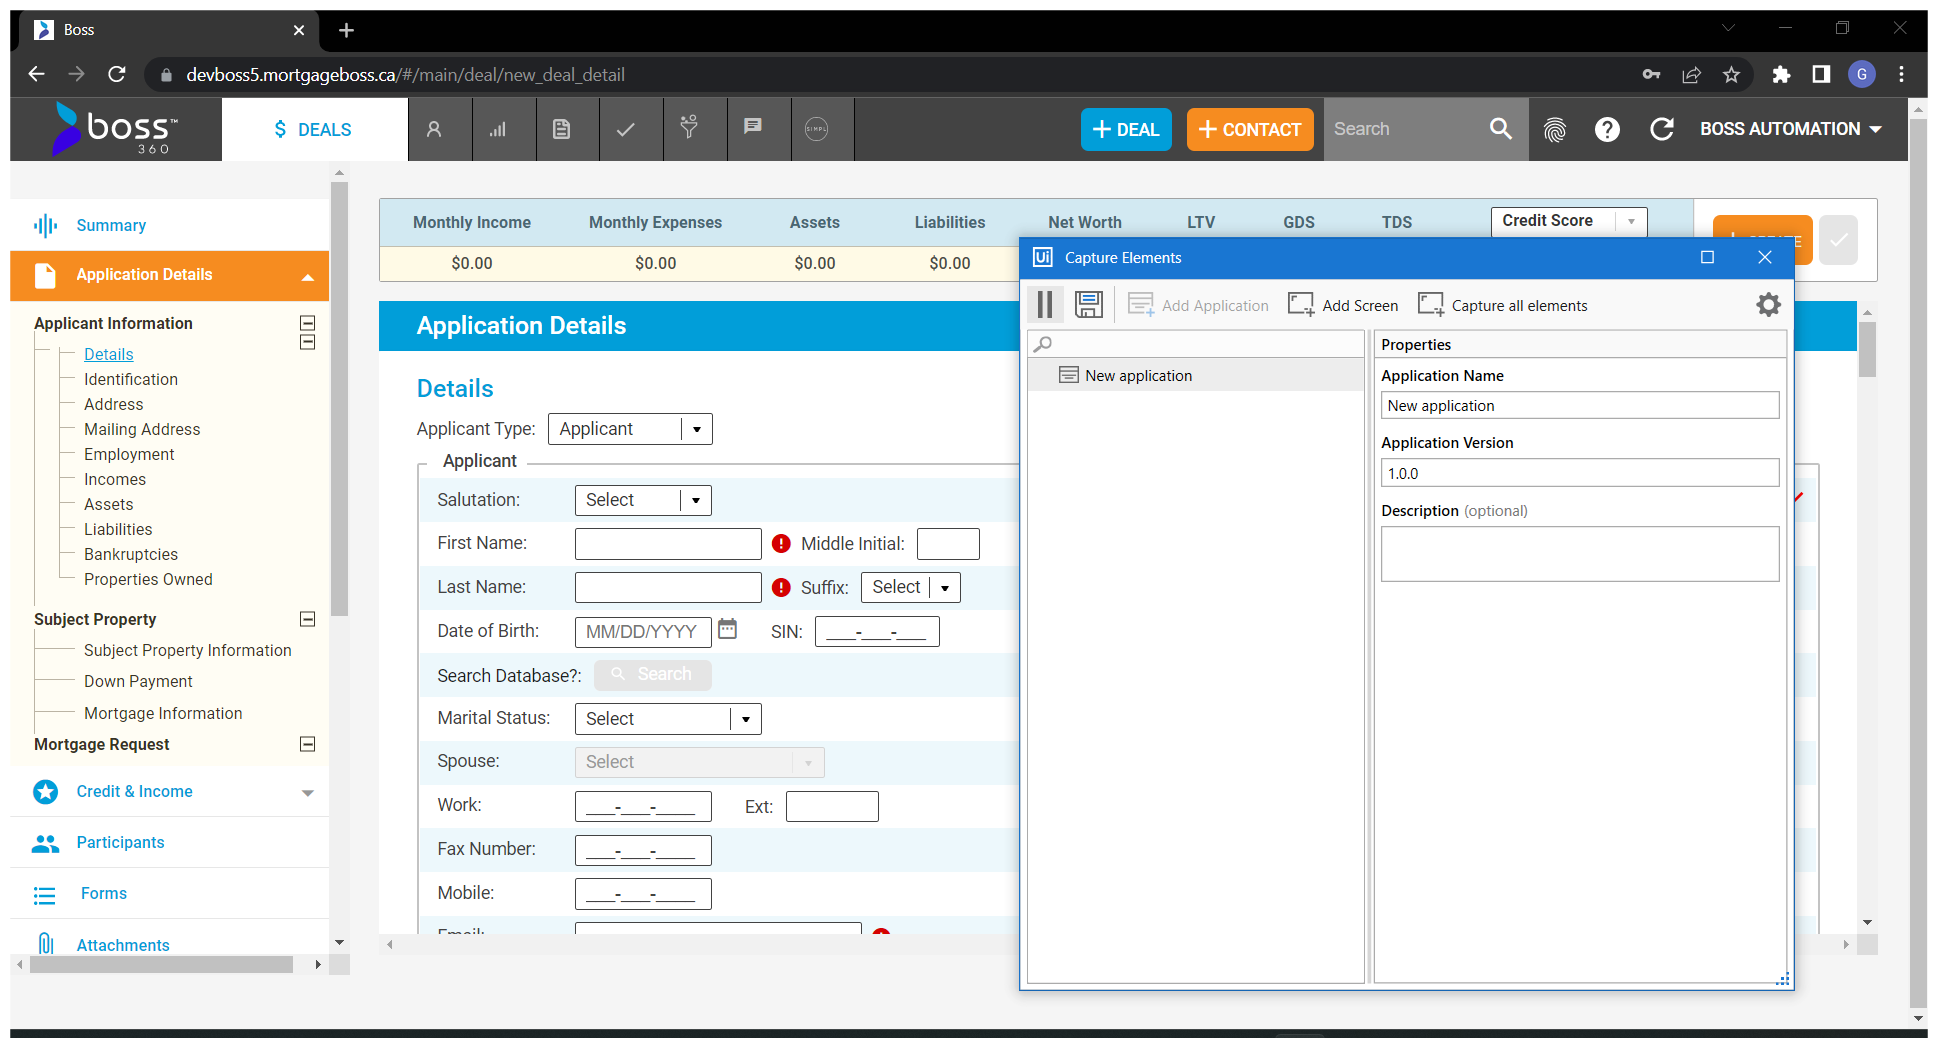 Boss
devboss5.mortgageboss.ca/#/main/deal/new_deal_detail
G
boss™
360
$ DEALS
SIMPL
+ DEAL
+ CONTACT
Search
BOSS AUTOMATION
Summary
Application Details
Applicant Information
Details
Identification
Address
Mailing Address
Employment
Incomes
Assets
Liabilities
Bankruptcies
Properties Owned
Subject Property
Subject Property Information
Down Payment
Mortgage Information
Mortgage Request
Credit & Income
Participants
Forms
Attachments
Monthly Income Monthly Expenses Assets Liabilities Net Worth LTV GDS TDS Credit Score
$0.00 $0.00 $0.00 $0.00
Application Details
Details
Applicant Type: Applicant
Applicant
Salutation: Select
First Name: Middle Initial:
Last Name: Suffix: Select
Date of Birth: MM/DD/YYYY SIN: ___-___-___
Search Database?: Search
Marital Status: Select
Spouse: Select
Work: ___-___-____ Ext:
Fax Number: ___-___-____
Mobile: ___-___-____
Email:
Ui Capture Elements
Add Application Add Screen Capture all elements
New application
Properties
Application Name
New application
Application Version
1.0.0
Description (optional)